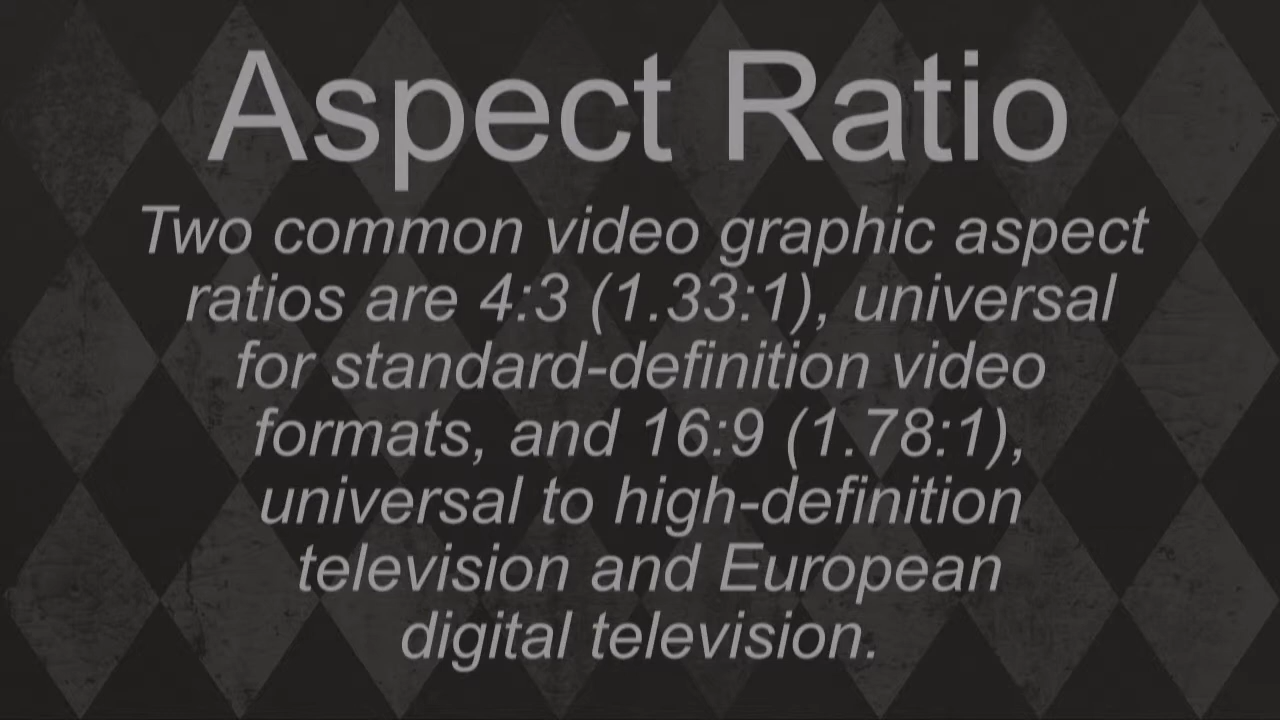 Aspect Ratio
Two common video graphic aspect
ratios are 4:3 (1.33:1), universal
for standard-definition video
formats, and 16:9 (1.78:1),
universal to high-definition
television and European
digital television.